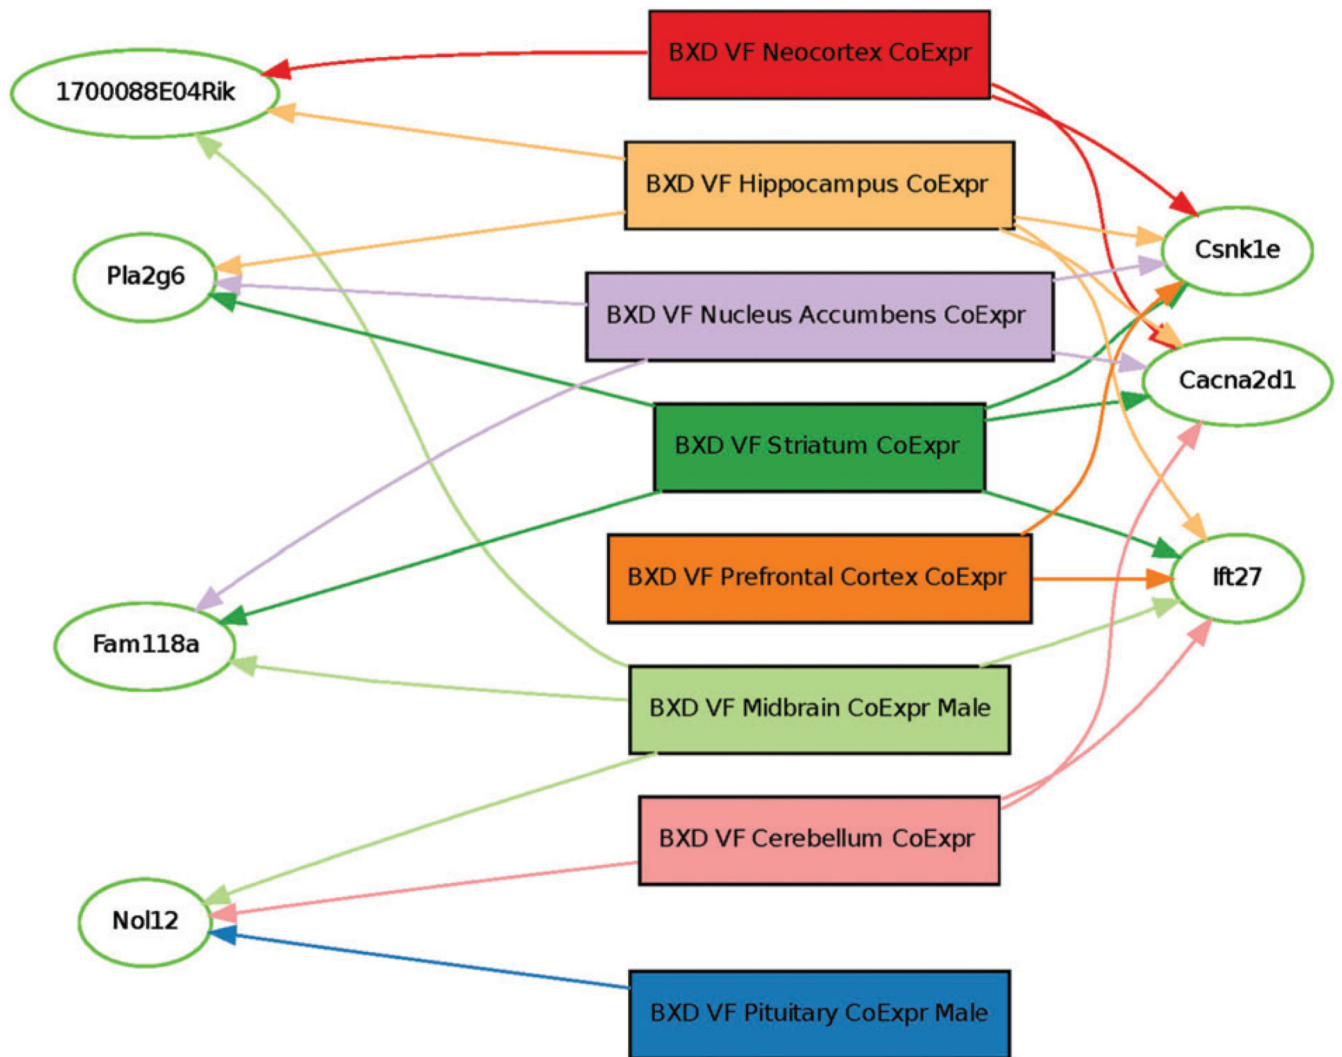 BXD VF Neocortex CoExpr
1700088E04Rik
BXD VF Hippocampus CoExpr
Csnk1e
Pla2g6
BXD VF Nucleus Accumbens CoExpr
Cacna2d1
BXD VF Striatum CoExpr
BXD VF Prefrontal Cortex CoExpr
Ift27
Fam118a
BXD VF Midbrain CoExpr Male
BXD VF Cerebellum CoExpr
Nol12
BXD VF Pituitary CoExpr Male